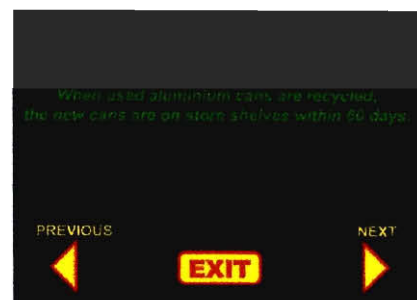 When used aluminium cans are recycled,
the new cans are on store shelves within 60 days.
PREVIOUS
NEXT
EXIT